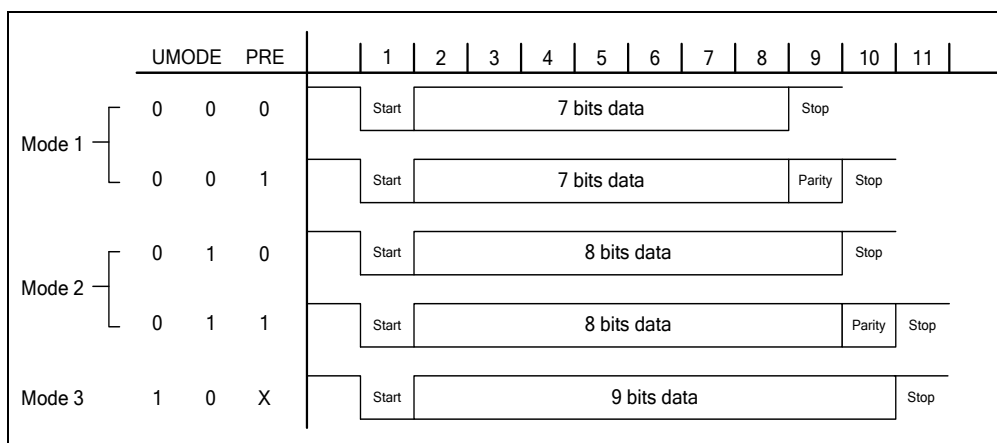 UMODE PRE 1 2 3 4 5 6 7 8 9 10 11
0 0 0 Start 7 bits data Stop
Mode 1
0 0 1 Start 7 bits data Parity Stop
0 1 0 Start 8 bits data Stop
Mode 2
0 1 1 Start 8 bits data Parity Stop
Mode 3 1 0 X Start 9 bits data Stop